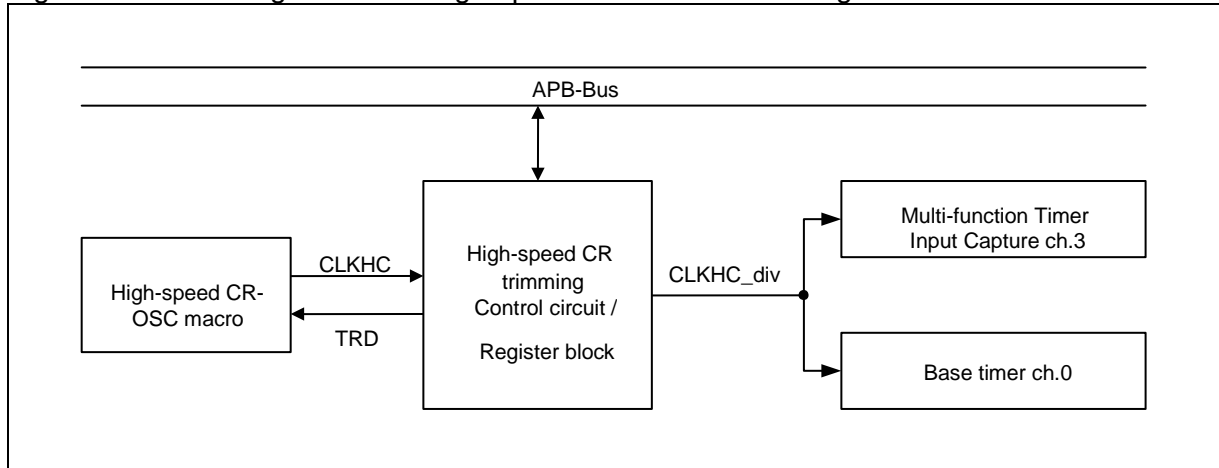 APB-Bus
High-speed CR-
OSC macro
CLKHC
TRD
High-speed CR
trimming
Control circuit /
Register block
CLKHC_div
Multi-function Timer
Input Capture ch.3
Base timer ch.0